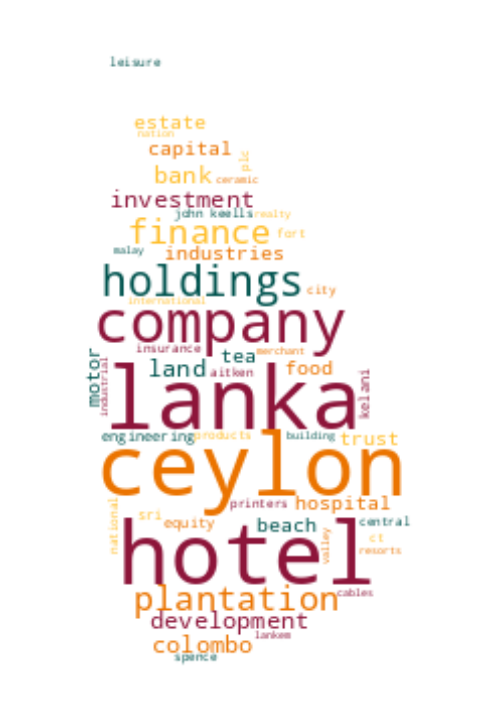 leisure
estate
nation
capital
plc
bank ceramic
investment
john keells realty
finance fort
industries
malay
holdings city
international
company
insurance merchant
tea
motor land aitken food
industrial
lanka kelani
engineering products building trust
ceylon
national printers hospital
sri equity beach central
hotel valley ct
resorts
plantation cables
development
lankem
colombo
spence